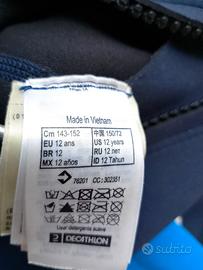 Made in Vietnam
Cm 143-152
EU 12 ans
BR 12
MX 12 años
中国 150/72
US 12 years
RU 12 лет
ID 12 Tahun
76201 CC: 302351
DECATHLON
subito